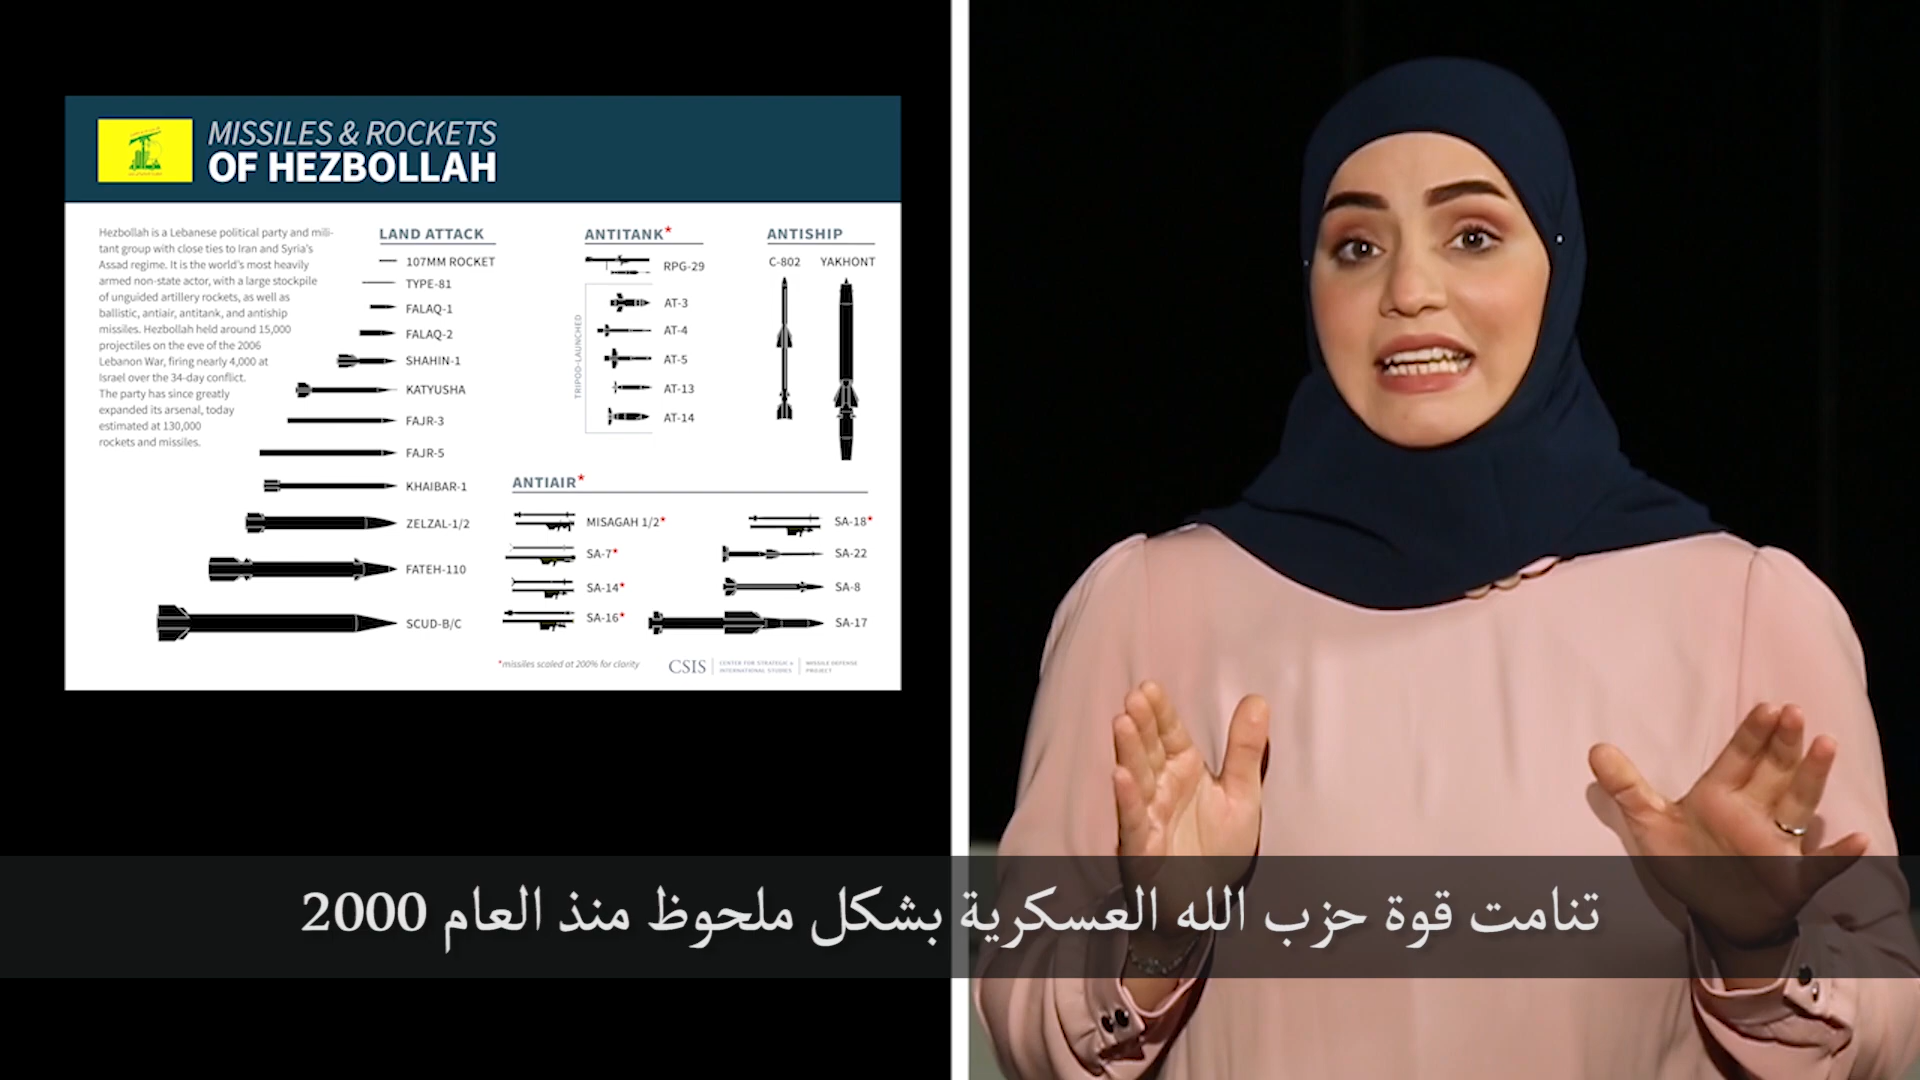 MISSILES & ROCKETS
OF HEZBOLLAH
Hezbollah is a Lebanese political party and mili-
tant group with close ties to Iran and Syria's
Assad regime. It is the world's most heavily
armed non-state actor, with a large stockpile
of unguided artillery rockets, as well as
ballistic, antiair, antitank, and antiship
missiles. Hezbollah held around 15,000
projectiles on the eve of the 2006
Lebanon War, firing nearly 4,000 at
Israel over the 34-day conflict.
The party has since greatly
expanded its arsenal, today
estimated at 130,000
rockets and missiles.
LAND ATTACK
107MM ROCKET
TYPE-81
FALAQ-1
FALAQ-2
SHAHIN-1
KATYUSHA
FAJR-3
FAJR-5
KHAIBAR-1
ZELZAL-1/2
FATEH-110
SCUD-B/C
ANTITANK*
RPG-29
TRIPOD-LAUNCHED
AT-3
AT-4
AT-5
AT-13
AT-14
ANTISHIP
C-802 YAKHONT
ANTIAIR*
MISAGAH 1/2*
SA-7*
SA-14*
SA-16*
SA-18*
SA-22
SA-8
SA-17
*missiles scaled at 200% for clarity
CSIS
CENTER FOR STRATEGIC &
INTERNATIONAL STUDIES
MISSILE DEFENSE
PROJECT
تنامت قوة حزب الله العسكرية بشكل ملحوظ منذ العام 2000